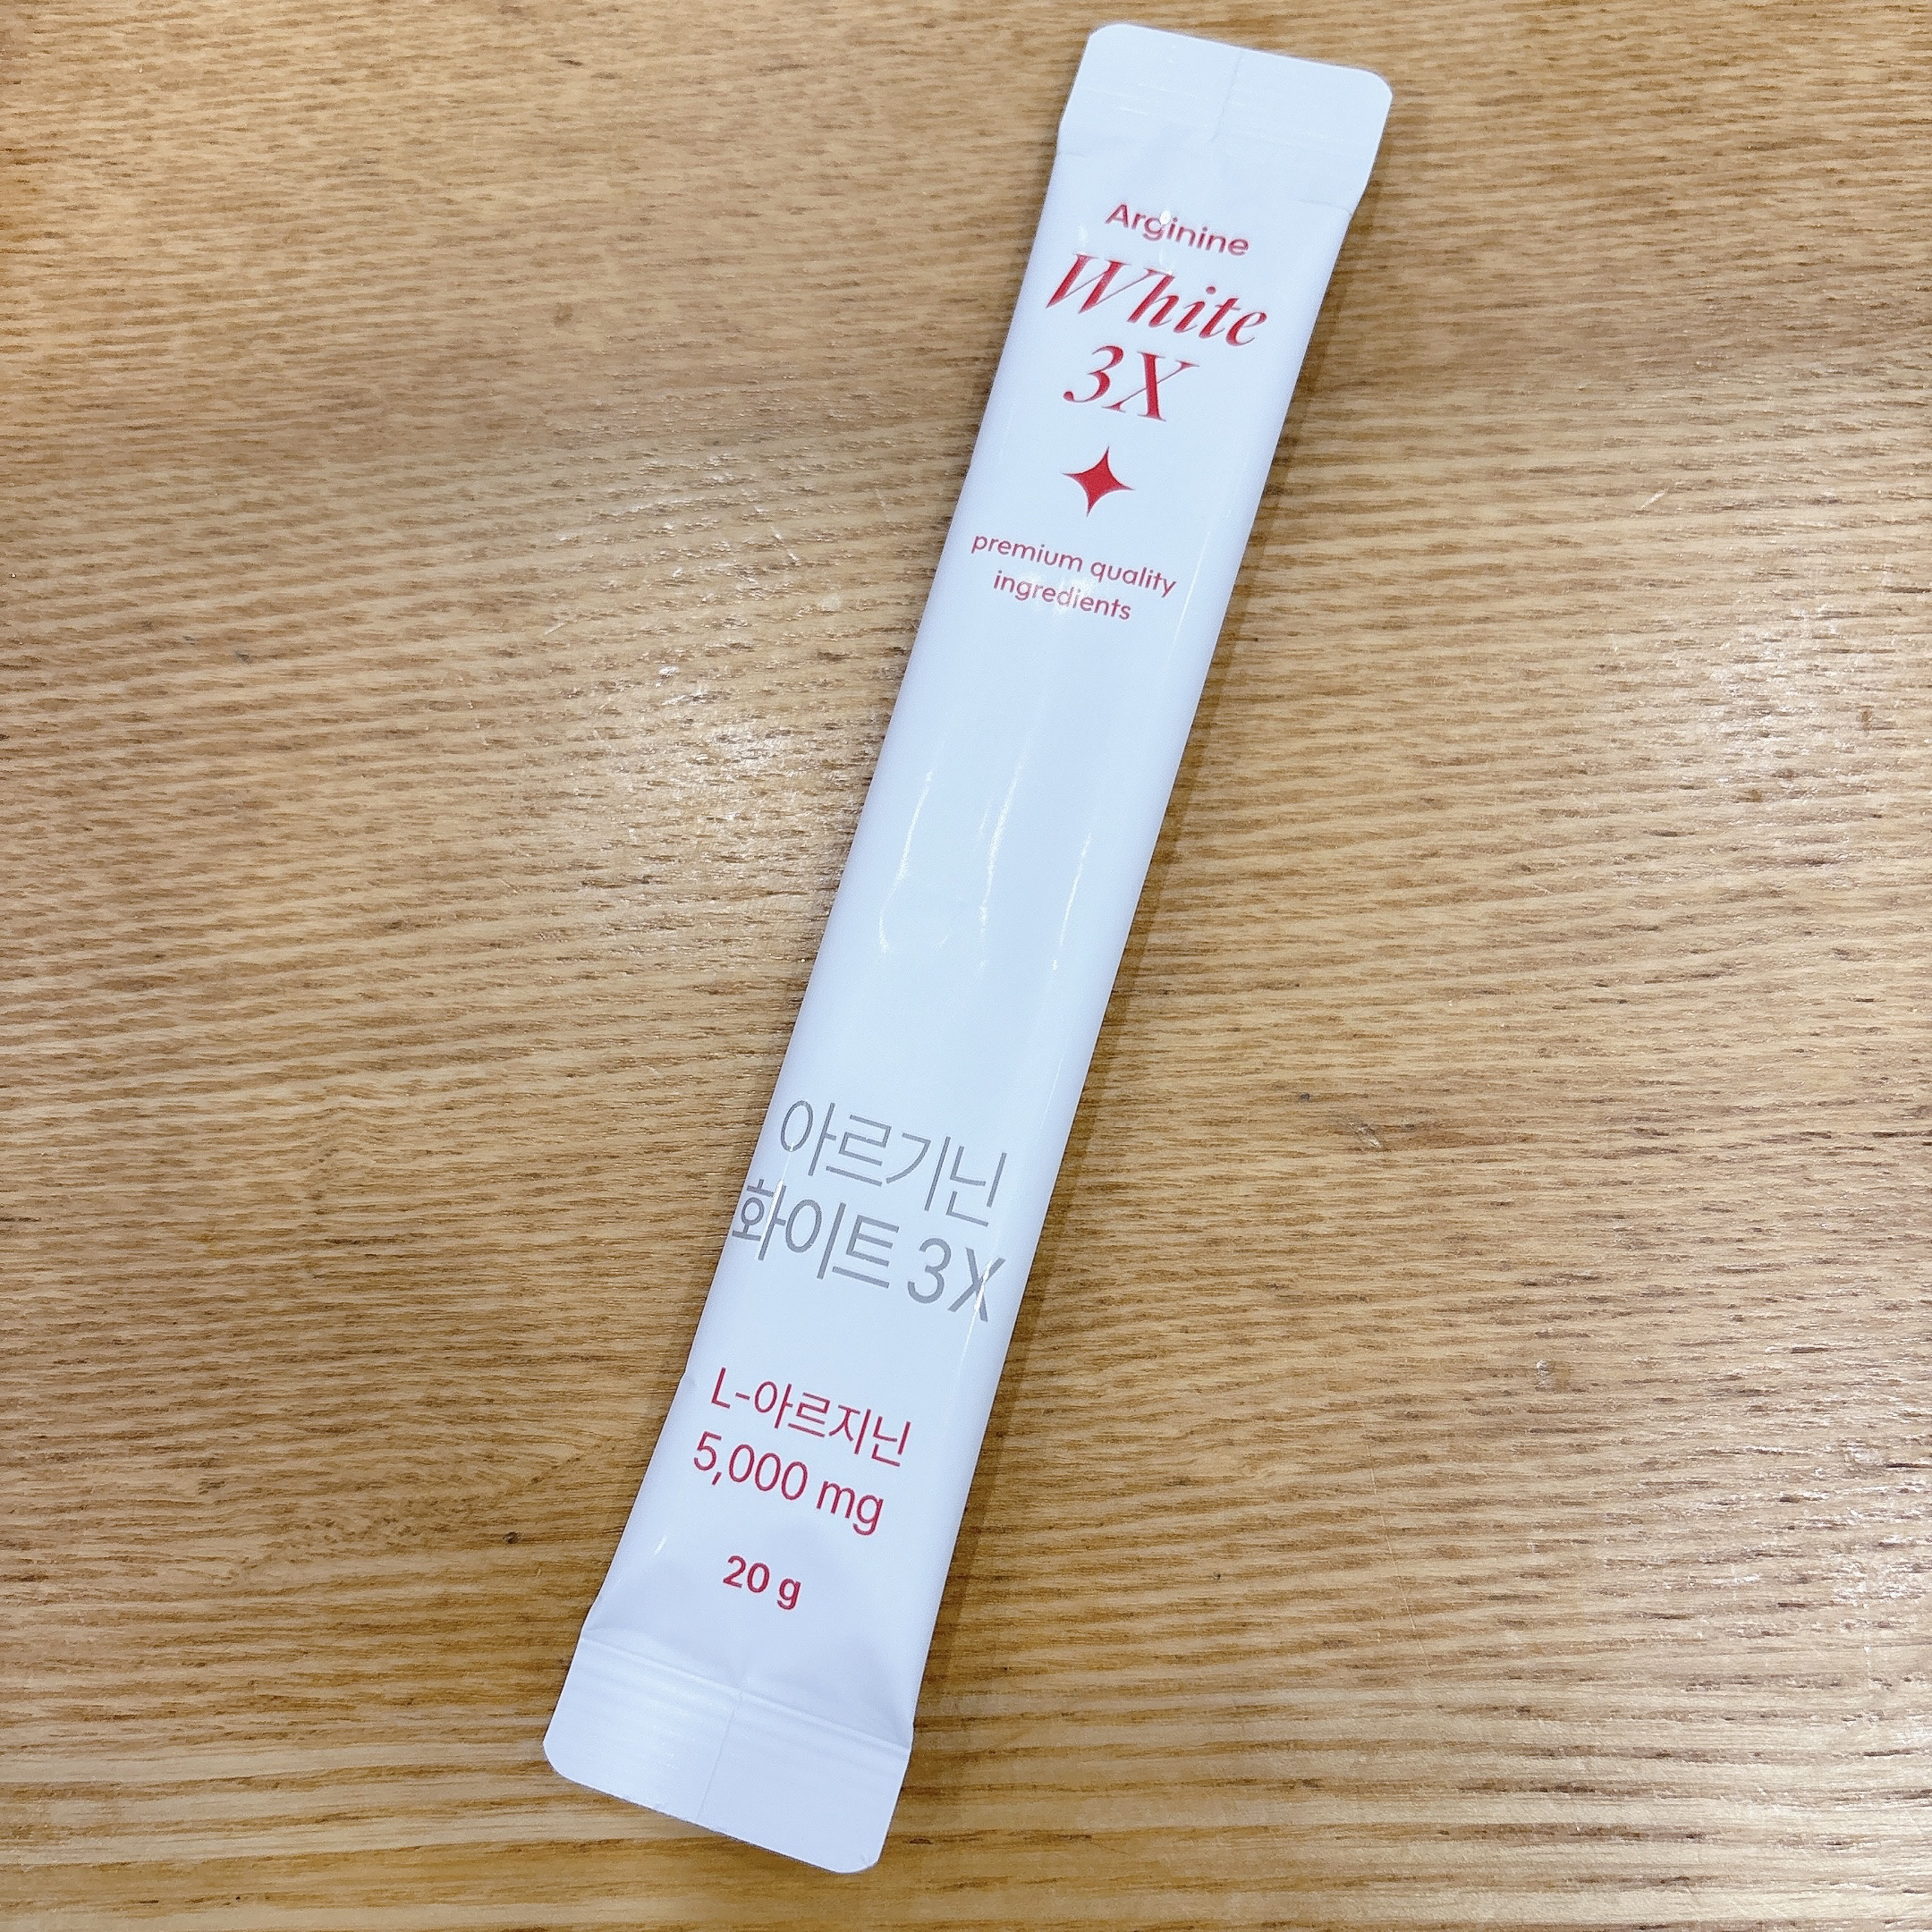 Arginine
White
3X
premium quality
ingredients
아르기닌
화이트 3X
L-아르지닌
5,000 mg
20 g